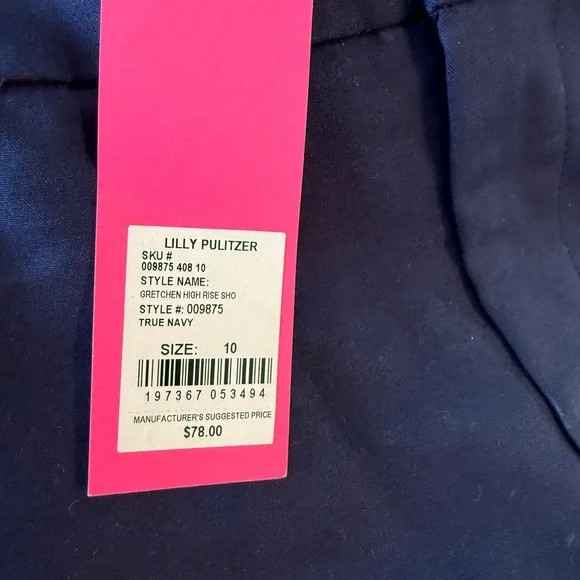 LILLY PULITZER
SKU #
009875 408 10
STYLE NAME:
GRETCHEN HIGH RISE SHO
STYLE #: 009875
TRUE NAVY
SIZE: 10
197367 053494
MANUFACTURER'S SUGGESTED PRICE
$78.00